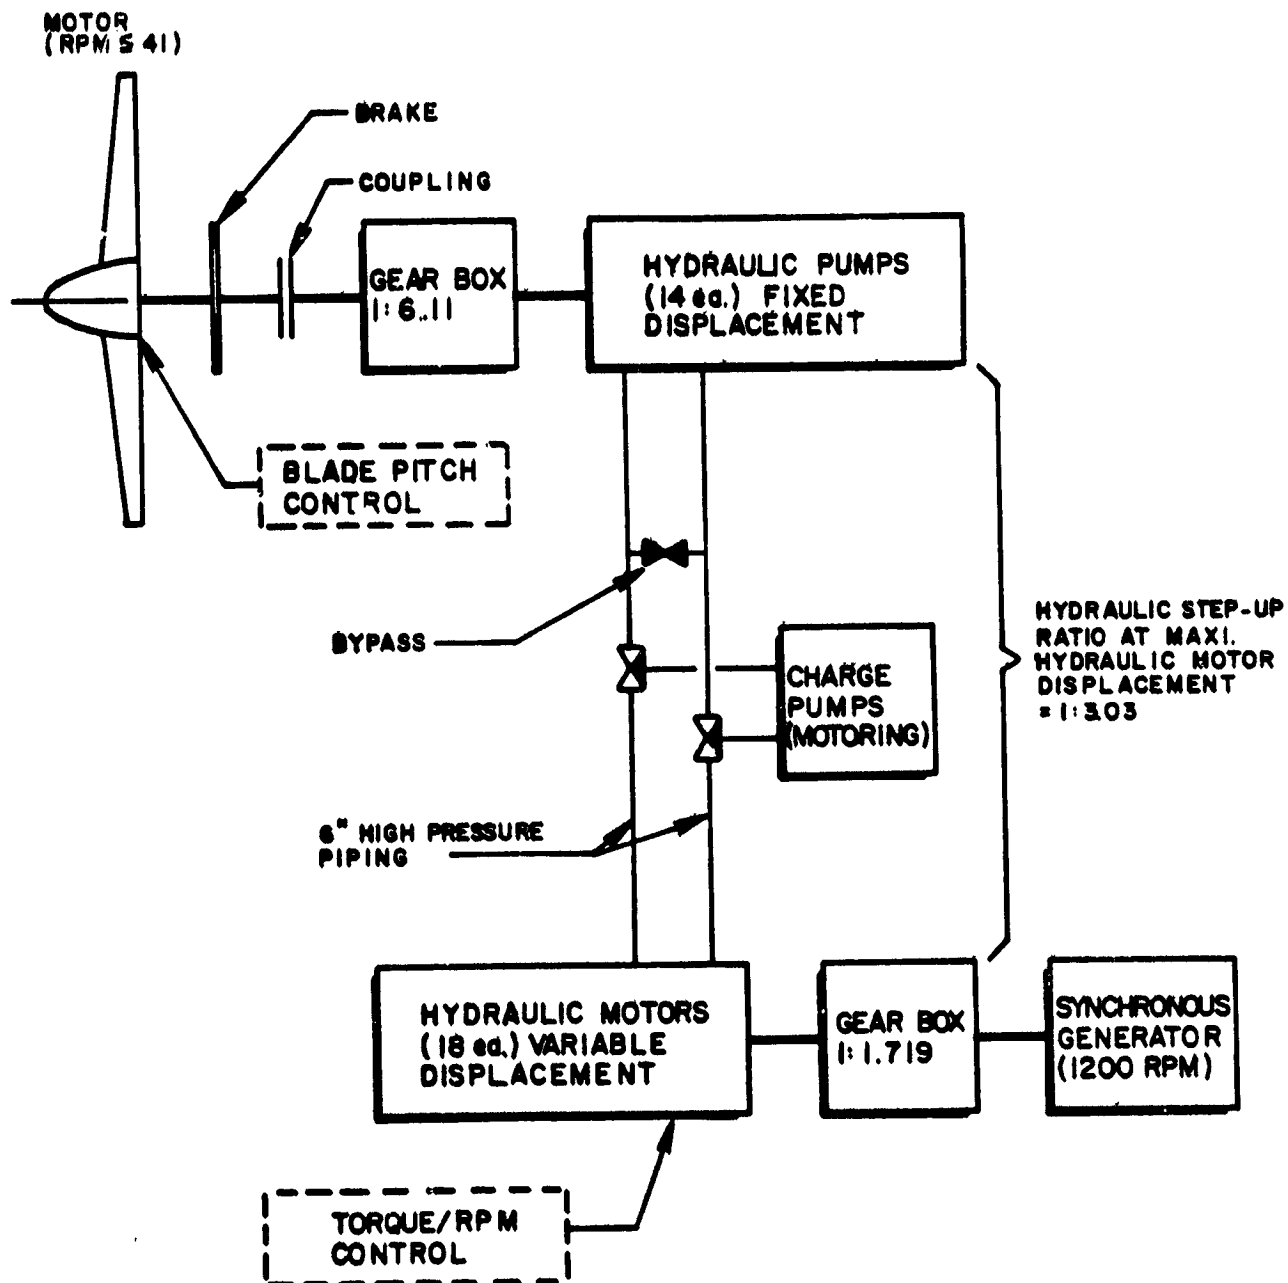 MOTOR
(RPM ≤ 41)
BRAKE
COUPLING
GEAR BOX
1:6.11
HYDRAULIC PUMPS
(14 ea.) FIXED
DISPLACEMENT
BLADE PITCH
CONTROL
BYPASS
CHARGE
PUMPS
(MOTORING)
HYDRAULIC STEP-UP
RATIO AT MAXI.
HYDRAULIC MOTOR
DISPLACEMENT
= 1:3.03
6" HIGH PRESSURE
PIPING
HYDRAULIC MOTORS
(18 ea.) VARIABLE
DISPLACEMENT
GEAR BOX
1:1.719
SYNCHRONOUS
GENERATOR
(1200 RPM)
TORQUE/RPM
CONTROL